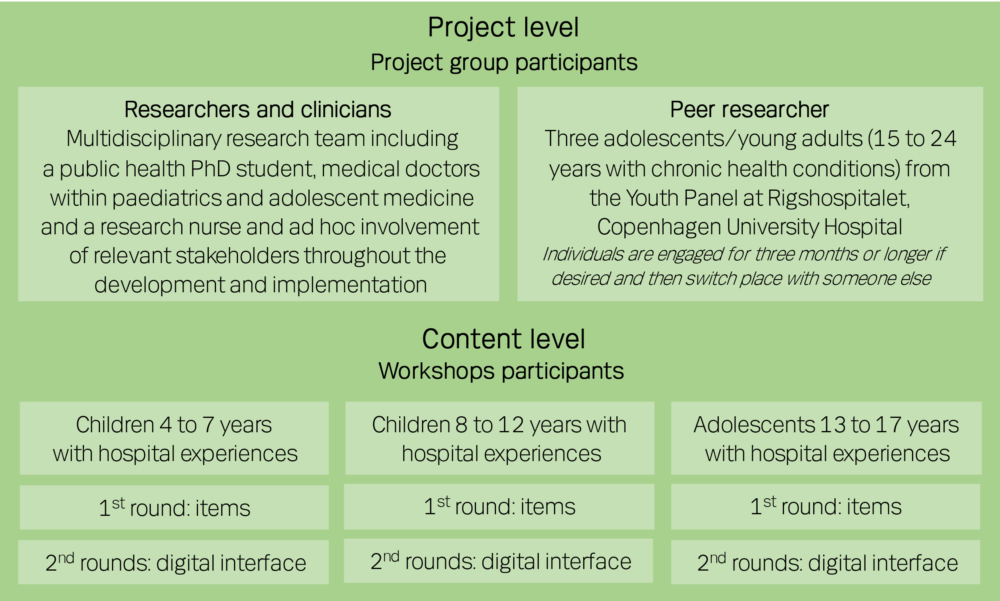 Project level
Project group participants
Researchers and clinicians
Multidisciplinary research team including
a public health PhD student, medical doctors
within paediatrics and adolescent medicine
and a research nurse and ad hoc involvement
of relevant stakeholders throughout the
development and implementation
Peer researcher
Three adolescents/young adults (15 to 24
years with chronic health conditions) from
the Youth Panel at Rigshospitalet,
Copenhagen University Hospital
Individuals are engaged for three months or longer if
desired and then switch place with someone else
Content level
Workshops participants
Children 4 to 7 years
with hospital experiences
1st round: items
2nd rounds: digital interface
Children 8 to 12 years with
hospital experiences
1st round: items
2nd rounds: digital interface
Adolescents 13 to 17 years
with hospital experiences
1st round: items
2nd rounds: digital interface